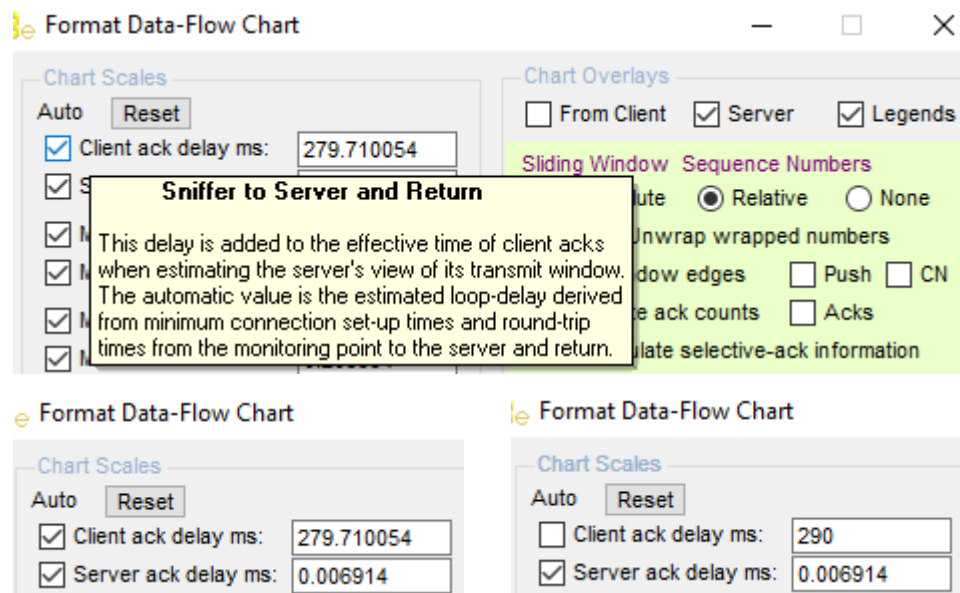 Format Data-Flow Chart
Chart Scales
Auto Reset
Client ack delay ms: 279.710054
S
M
M
M
M
Sniffer to Server and Return
This delay is added to the effective time of client acks
when estimating the server's view of its transmit window.
The automatic value is the estimated loop-delay derived
from minimum connection set-up times and round-trip
times from the monitoring point to the server and return.
Chart Overlays
From Client Server Legends
Sliding Window Sequence Numbers
lute Relative None
Unwrap wrapped numbers
dow edges Push CN
e ack counts Acks
late selective-ack information
Format Data-Flow Chart
Chart Scales
Auto Reset
Client ack delay ms: 279.710054
Server ack delay ms: 0.006914
Format Data-Flow Chart
Chart Scales
Auto Reset
Client ack delay ms: 290
Server ack delay ms: 0.006914